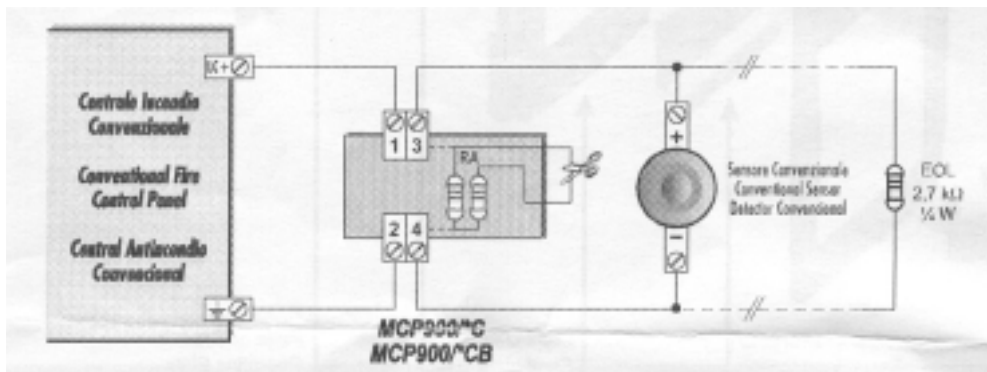 Centrale Incendio
Convenzionale
Conventional Fire
Control Panel
Central Antincendio
Convencional
1 3
2 4
RA
MCP900/*C
MCP900/*CB
+
−
Sensore Convenzionale
Conventional Sensor
Detector Convencional
EOL
2,7 kΩ
¼ W